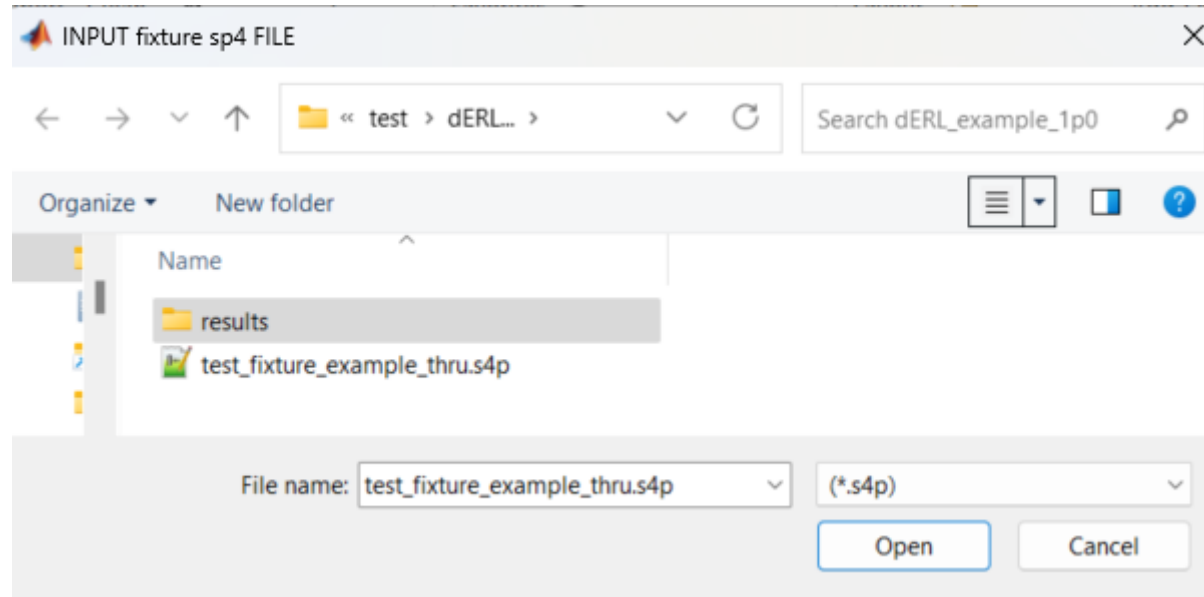 INPUT fixture sp4 FILE
« test > dERL... >
Search dERL_example_1p0
Organize New folder
Name
results
test_fixture_example_thru.s4p
File name: test_fixture_example_thru.s4p (*.s4p)
Open Cancel